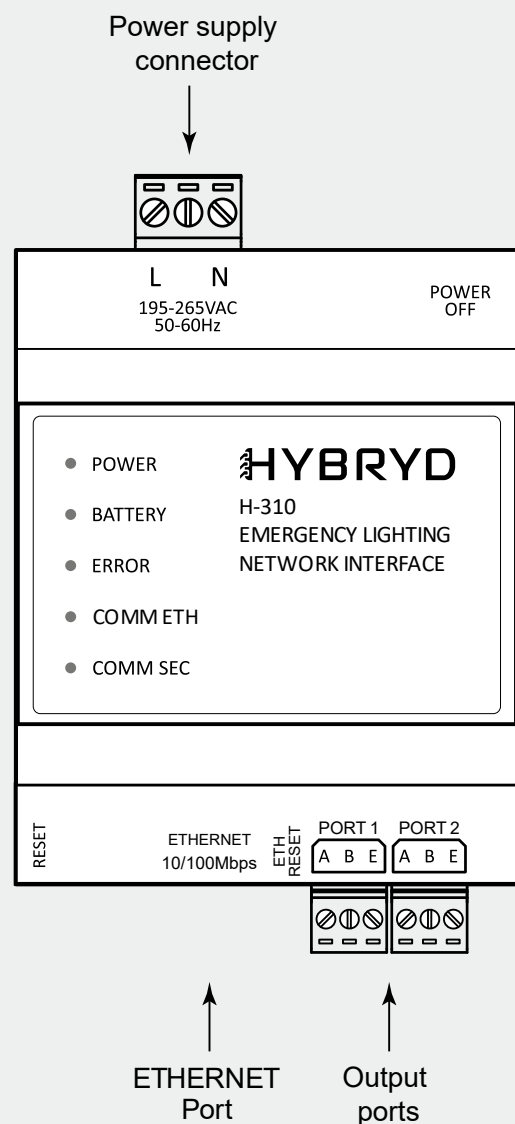 Power supply
connector
L N
195-265VAC
50-60Hz
POWER
OFF
POWER
BATTERY
ERROR
COMM ETH
COMM SEC
HYBRYD
H-310
EMERGENCY LIGHTING
NETWORK INTERFACE
RESET
ETHERNET
10/100Mbps
ETH
RESET
PORT 1 PORT 2
A B E A B E
ETHERNET
Port
Output
ports